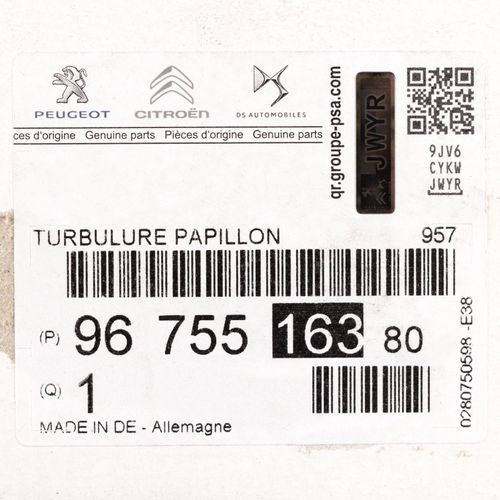 PEUGEOT
CITROËN
DS AUTOMOBILES
ces d'origine Genuine parts Pièces d'origine Genuine parts
qr.groupe-psa.com
JWYR
9JV6
CYKW
JWYR
TURBULURE PAPILLON 957
(P) 96 755 163 80
(Q) 1
MADE IN DE - Allemagne
0280750598 -E38